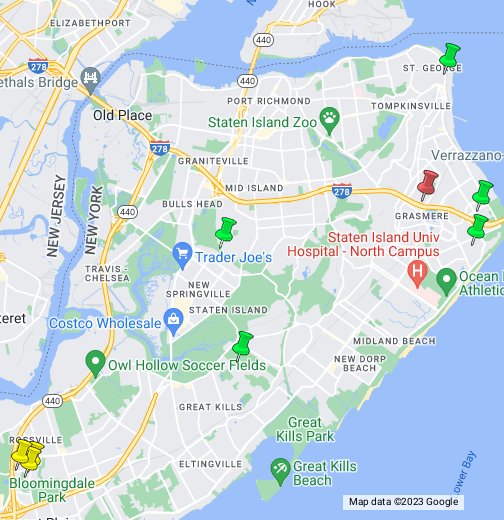 HOOK
ELIZABETHPORT
440
278
ethals Bridge
440
ST. GEORGE
PORT RICHMOND
TOMPKINSVILLE
Old Place
Staten Island Zoo
278
GRANITEVILLE
Verrazzano-
MID ISLAND
278
NEW JERSEY
NEW YORK
BULLS HEAD
440
GRASMERE
Staten Island Univ
Hospital - North Campus
Trader Joe's
TRAVIS -
CHELSEA
NEW
SPRINGVILLE
Ocean
Athletic
STATEN ISLAND
teret
Costco Wholesale
MIDLAND BEACH
NEW DORP
BEACH
Owl Hollow Soccer Fields
440
GREAT KILLS
Great
Kills Park
ROSSVILLE
ELTINGVILLE
Great Kills
Beach
Bloomingdale
Park
ower Bay
Map data ©2023 Google